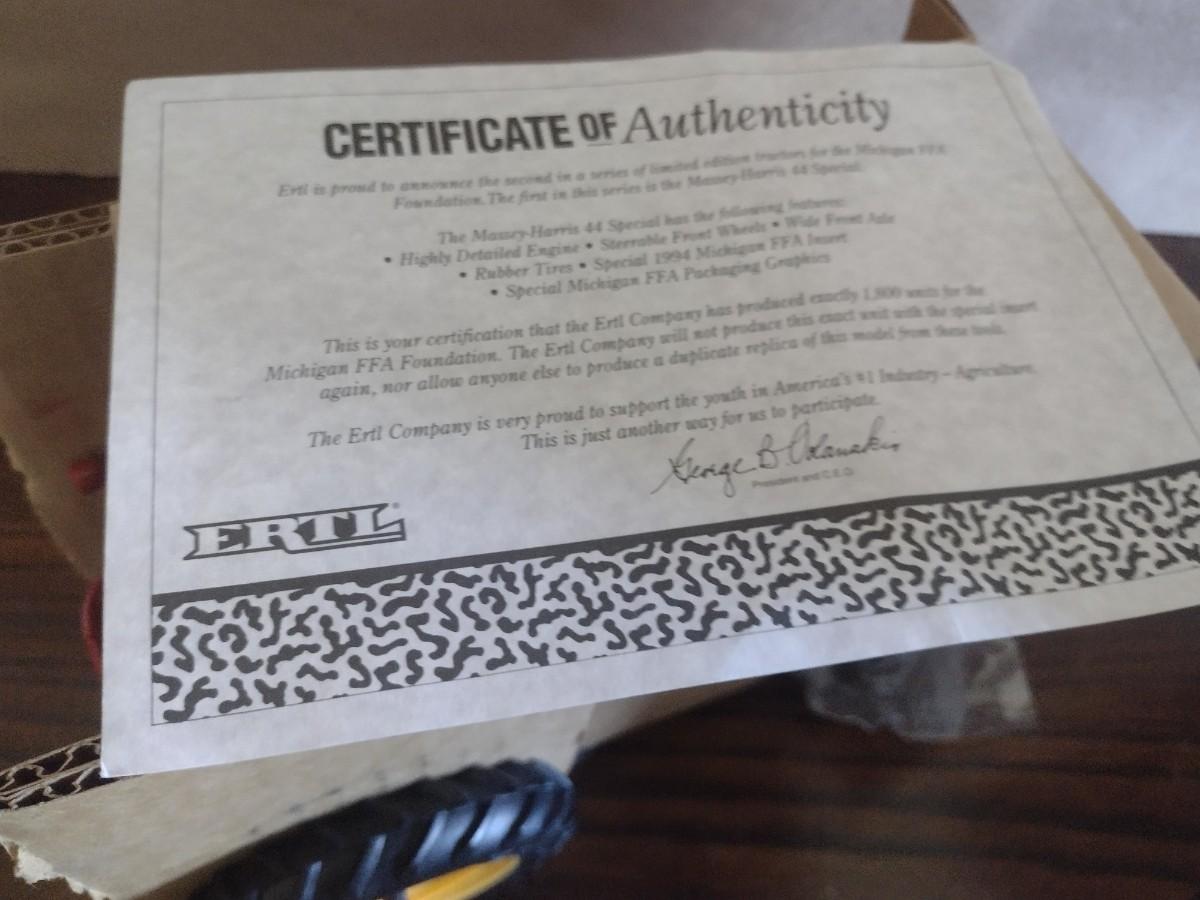 CERTIFICATE OF Authenticity
Ertl is proud to announce the second in a series of limited edition tractors for the Michigan FFA
Foundation. The first in this series is the Massey-Harris 44 Special.
The Massey-Harris 44 Special has the following features:
• Highly Detailed Engine • Steerable Front Wheels • Wide Front Axle
• Rubber Tires • Special 1994 Michigan FFA Insert
• Special Michigan FFA Packaging Graphics
This is your certification that the Ertl Company has produced exactly 1,800 units for the
Michigan FFA Foundation. The Ertl Company will not produce this exact unit with the special insert
again, nor allow anyone else to produce a duplicate replica of this model from these tools.
The Ertl Company is very proud to support the youth in America's #1 Industry – Agriculture.
This is just another way for us to participate.
George B
President and C.E.O.
ERTL®